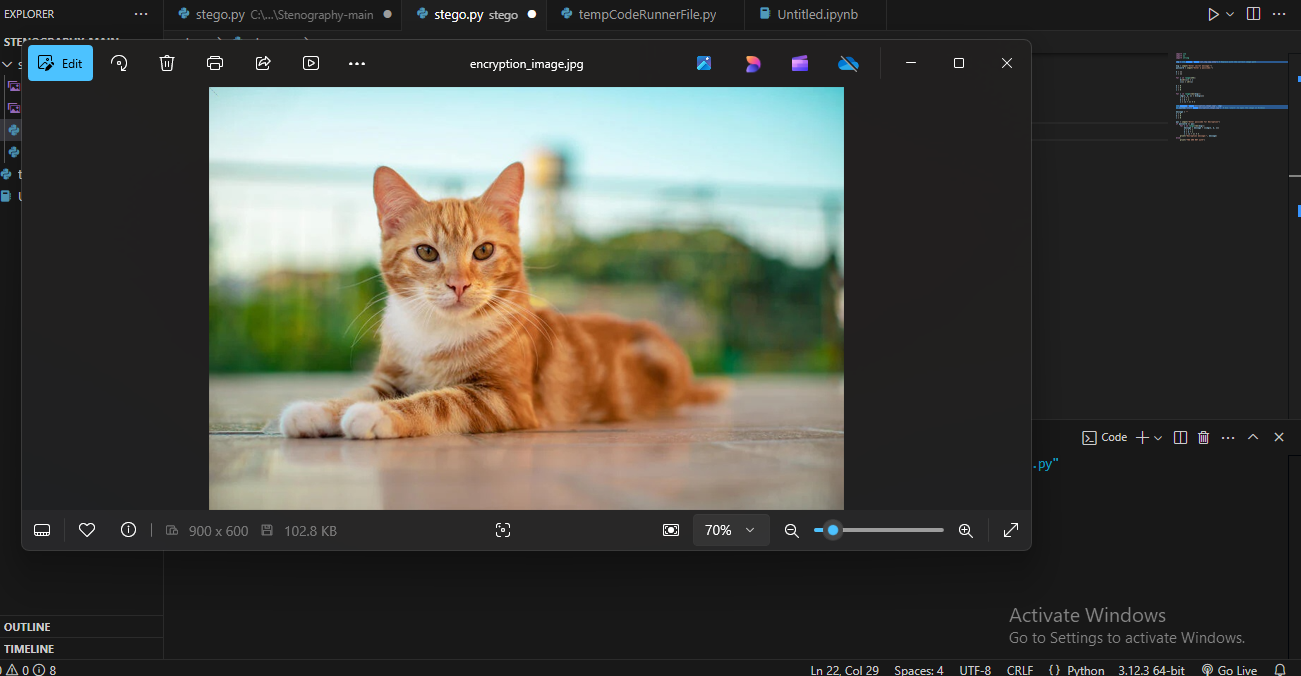 EXPLORER
stego.py C:\...\Stenography-main
stego.py stego
tempCodeRunnerFile.py
Untitled.ipynb
STENOGRAPHY-MAIN
Edit
encryption_image.jpg
900 x 600
102.8 KB
70%
Code
.py"
OUTLINE
TIMELINE
Activate Windows
Go to Settings to activate Windows.
0
8
Ln 22, Col 29
Spaces: 4
UTF-8
CRLF
{ } Python
3.12.3 64-bit
Go Live